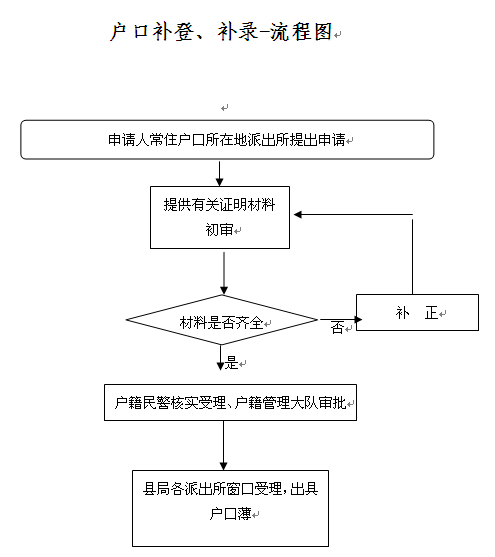 户口补登、补录-流程图
申请人常住户口所在地派出所提出申请
提供有关证明材料
初审
材料是否齐全
否
补 正
是
户籍民警核实受理、户籍管理大队审批
县局各派出所窗口受理,出具
户口薄